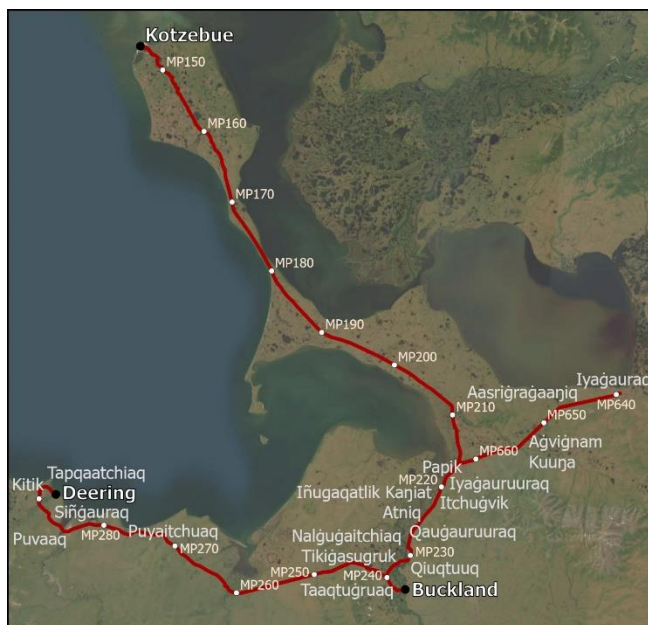 Kotzebue
MP150
MP160
MP170
MP180
MP190
MP200
Iyaġauraq
Aasriġraġaaŋiq
MP640
MP210
MP650
Aġviġnam
Kuuŋa
Papik
MP660
Tapqaatchiaq
MP220
Iyaġauruuraq
Kitik
Deering
Iñugaqatlik Kaŋiat
Itchuġvik
Siñġauraq
Atniq
Puvaaq
MP280
Puyaitchuaq
Nalġuġaitchiaq
Qauġauruuraq
MP270
Tikiġasugruk
MP230
MP250
MP240
Qiuqtuuq
MP260
Taaqtuġruaq
Buckland